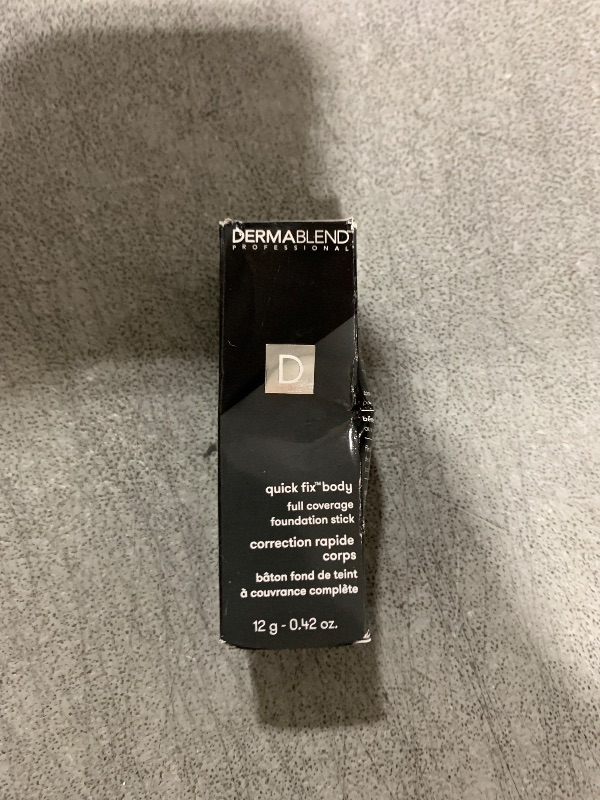 DERMABLEND
PROFESSIONAL
D
quick fix™ body
full coverage
foundation stick
correction rapide
corps
bâton fond de teint
à couvrance complète
12 g - 0.42 oz.